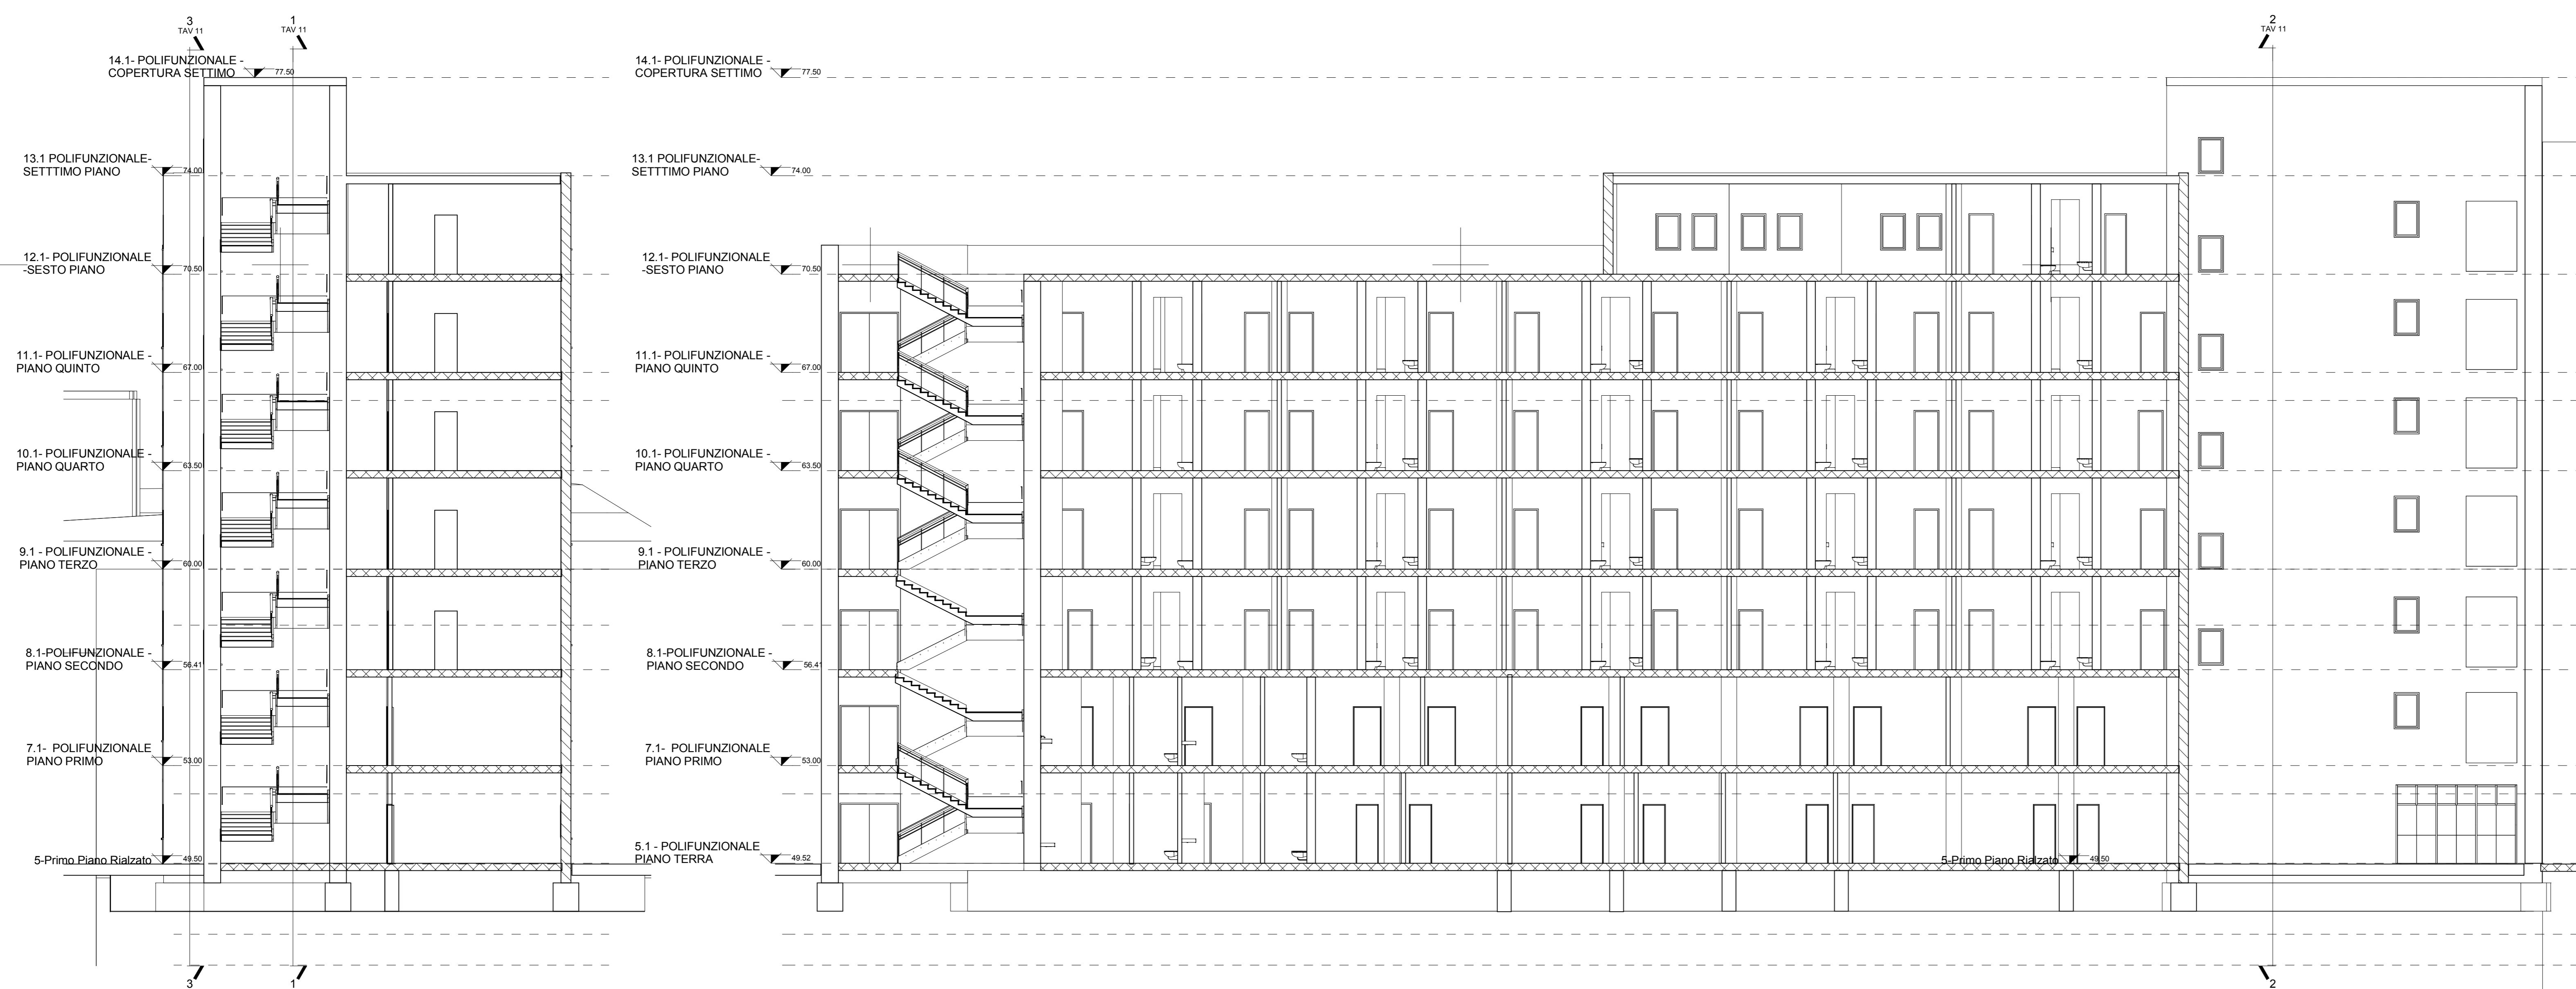 3
TAV 11
1
TAV 11
14.1- POLIFUNZIONALE -
COPERTURA SETTIMO
77.50
13.1 POLIFUNZIONALE-
SETTTIMO PIANO
74.00
12.1- POLIFUNZIONALE
-SESTO PIANO
70.50
11.1- POLIFUNZIONALE -
PIANO QUINTO
67.00
10.1- POLIFUNZIONALE -
PIANO QUARTO
63.50
9.1 - POLIFUNZIONALE -
PIANO TERZO
60.00
8.1-POLIFUNZIONALE -
PIANO SECONDO
56.41
7.1- POLIFUNZIONALE
PIANO PRIMO
53.00
5-Primo Piano Rialzato
49.50
3
1
2
TAV 11
14.1- POLIFUNZIONALE -
COPERTURA SETTIMO
77.50
13.1 POLIFUNZIONALE-
SETTTIMO PIANO
74.00
12.1- POLIFUNZIONALE
-SESTO PIANO
70.50
11.1- POLIFUNZIONALE -
PIANO QUINTO
67.00
10.1- POLIFUNZIONALE -
PIANO QUARTO
63.50
9.1 - POLIFUNZIONALE -
PIANO TERZO
60.00
8.1-POLIFUNZIONALE -
PIANO SECONDO
56.41
7.1- POLIFUNZIONALE
PIANO PRIMO
53.00
5.1 - POLIFUNZIONALE
PIANO TERRA
49.52
5-Primo Piano Rialzato
49.50
2